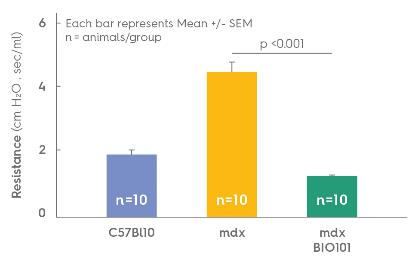 6
Each bar represents Mean +/- SEM
n = animals/group
p <0.001
4
2
0
Resistance (cm H₂O . sec/ml)
n=10
n=10
n=10
C57Bl10
mdx
mdx
BIO101